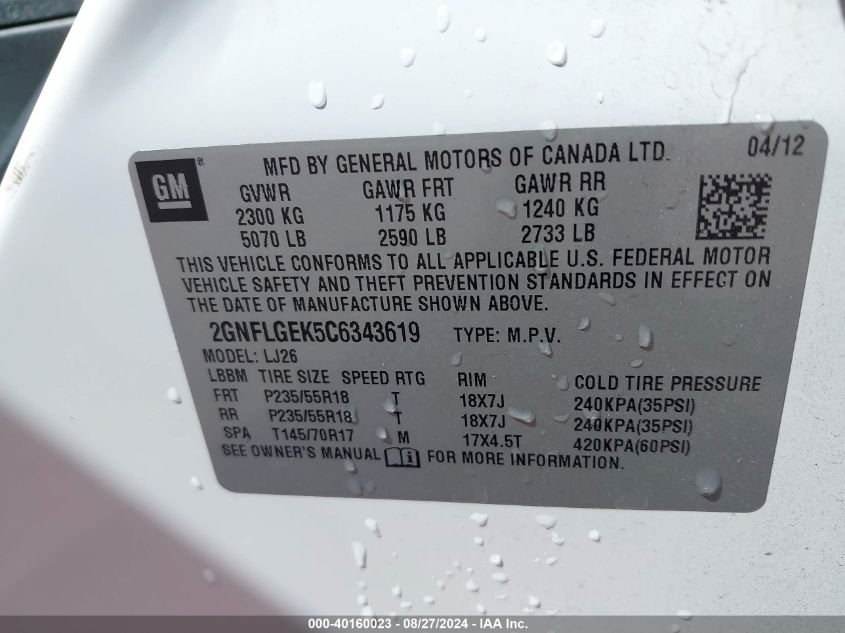 GM ® MFD BY GENERAL MOTORS OF CANADA LTD. 04/12
GVWR GAWR FRT GAWR RR
2300 KG 1175 KG 1240 KG
5070 LB 2590 LB 2733 LB
THIS VEHICLE CONFORMS TO ALL APPLICABLE U.S. FEDERAL MOTOR
VEHICLE SAFETY AND THEFT PREVENTION STANDARDS IN EFFECT ON
THE DATE OF MANUFACTURE SHOWN ABOVE.
2GNFLGEK5C6343619 TYPE: M.P.V.
MODEL: LJ26
LBBM TIRE SIZE SPEED RTG RIM COLD TIRE PRESSURE
FRT P235/55R18 T 18X7J 240KPA(35PSI)
RR P235/55R18 T 18X7J 240KPA(35PSI)
SPA T145/70R17 M 17X4.5T 420KPA(60PSI)
SEE OWNER'S MANUAL FOR MORE INFORMATION.
000-40160023 - 08/27/2024 - IAA Inc.